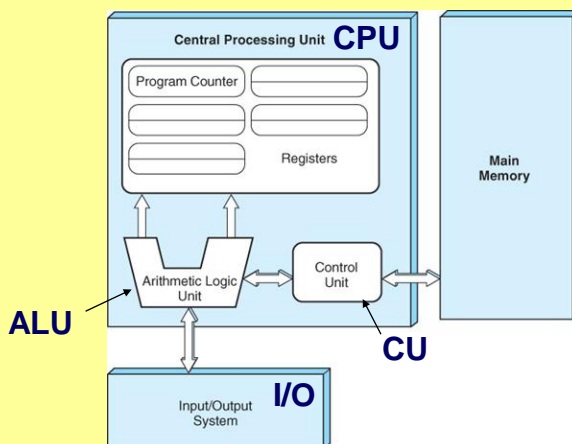 Central Processing Unit CPU
Program Counter
Registers
Main
Memory
Arithmetic Logic
Unit
Control
Unit
ALU
CU
I/O
Input/Output
System